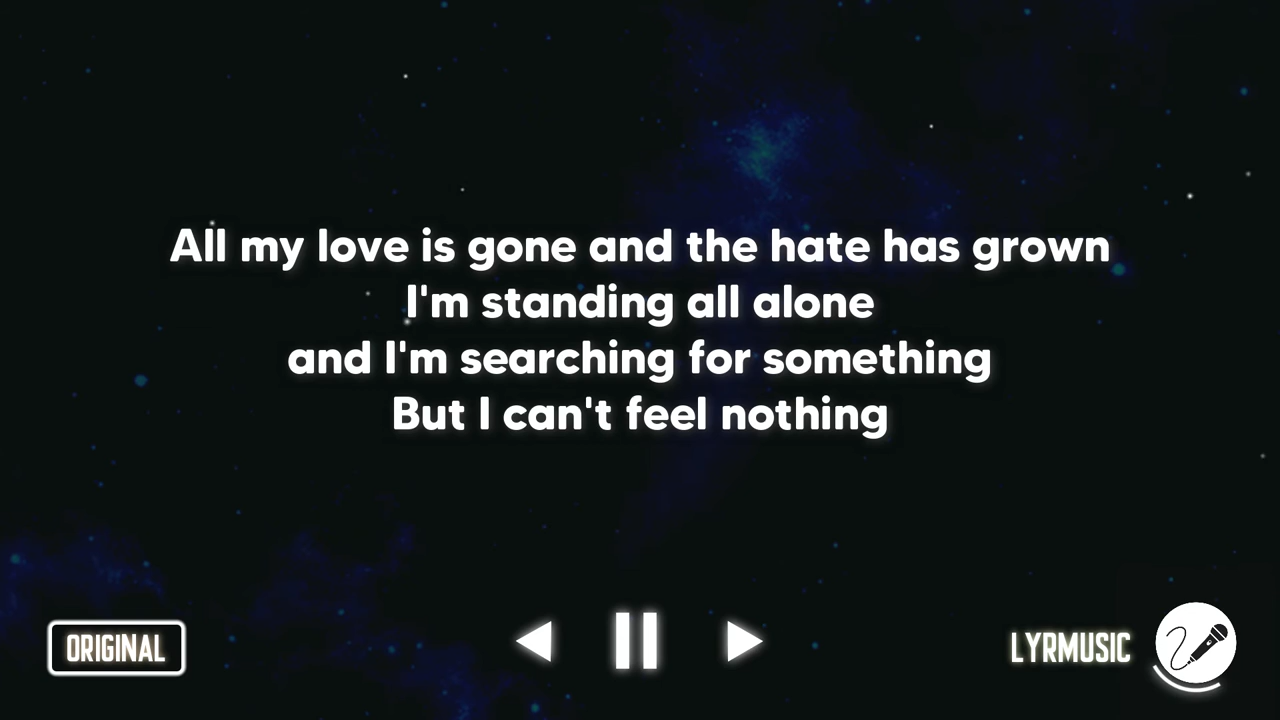 All my love is gone and the hate has grown
I'm standing all alone
and I'm searching for something
But I can't feel nothing
ORIGINAL
LYRMUSIC